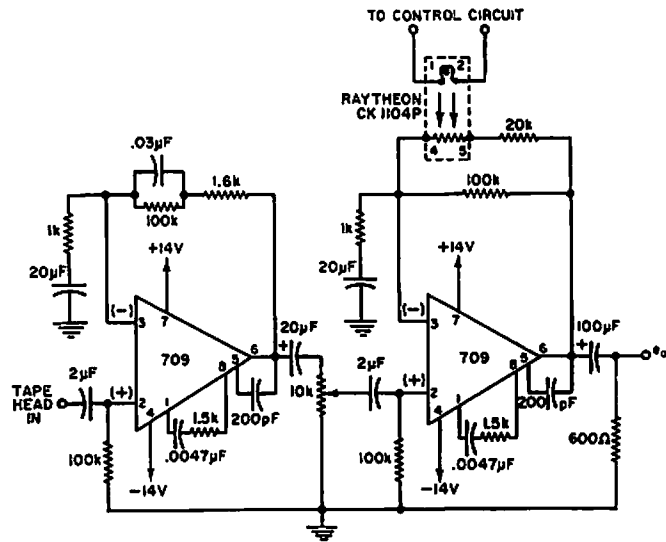 TO CONTROL CIRCUIT
1 2
RAYTHEON
CK 1104P
4 5
20k
.03µF
1.6k
100k
100k
1k
+14V
20µF
1k
+14V
20µF
(-)
3
7
709
6
5
8
20µF
+
(-)
3
7
709
6
5
8
100µF
+
eo
2µF
(+)
2
4
1
1.5k
200pF
10k
2µF
(+)
2
4
1
1.5k
200pF
TAPE
HEAD
IN
100k
.0047µF
-14V
100k
.0047µF
-14V
600Ω